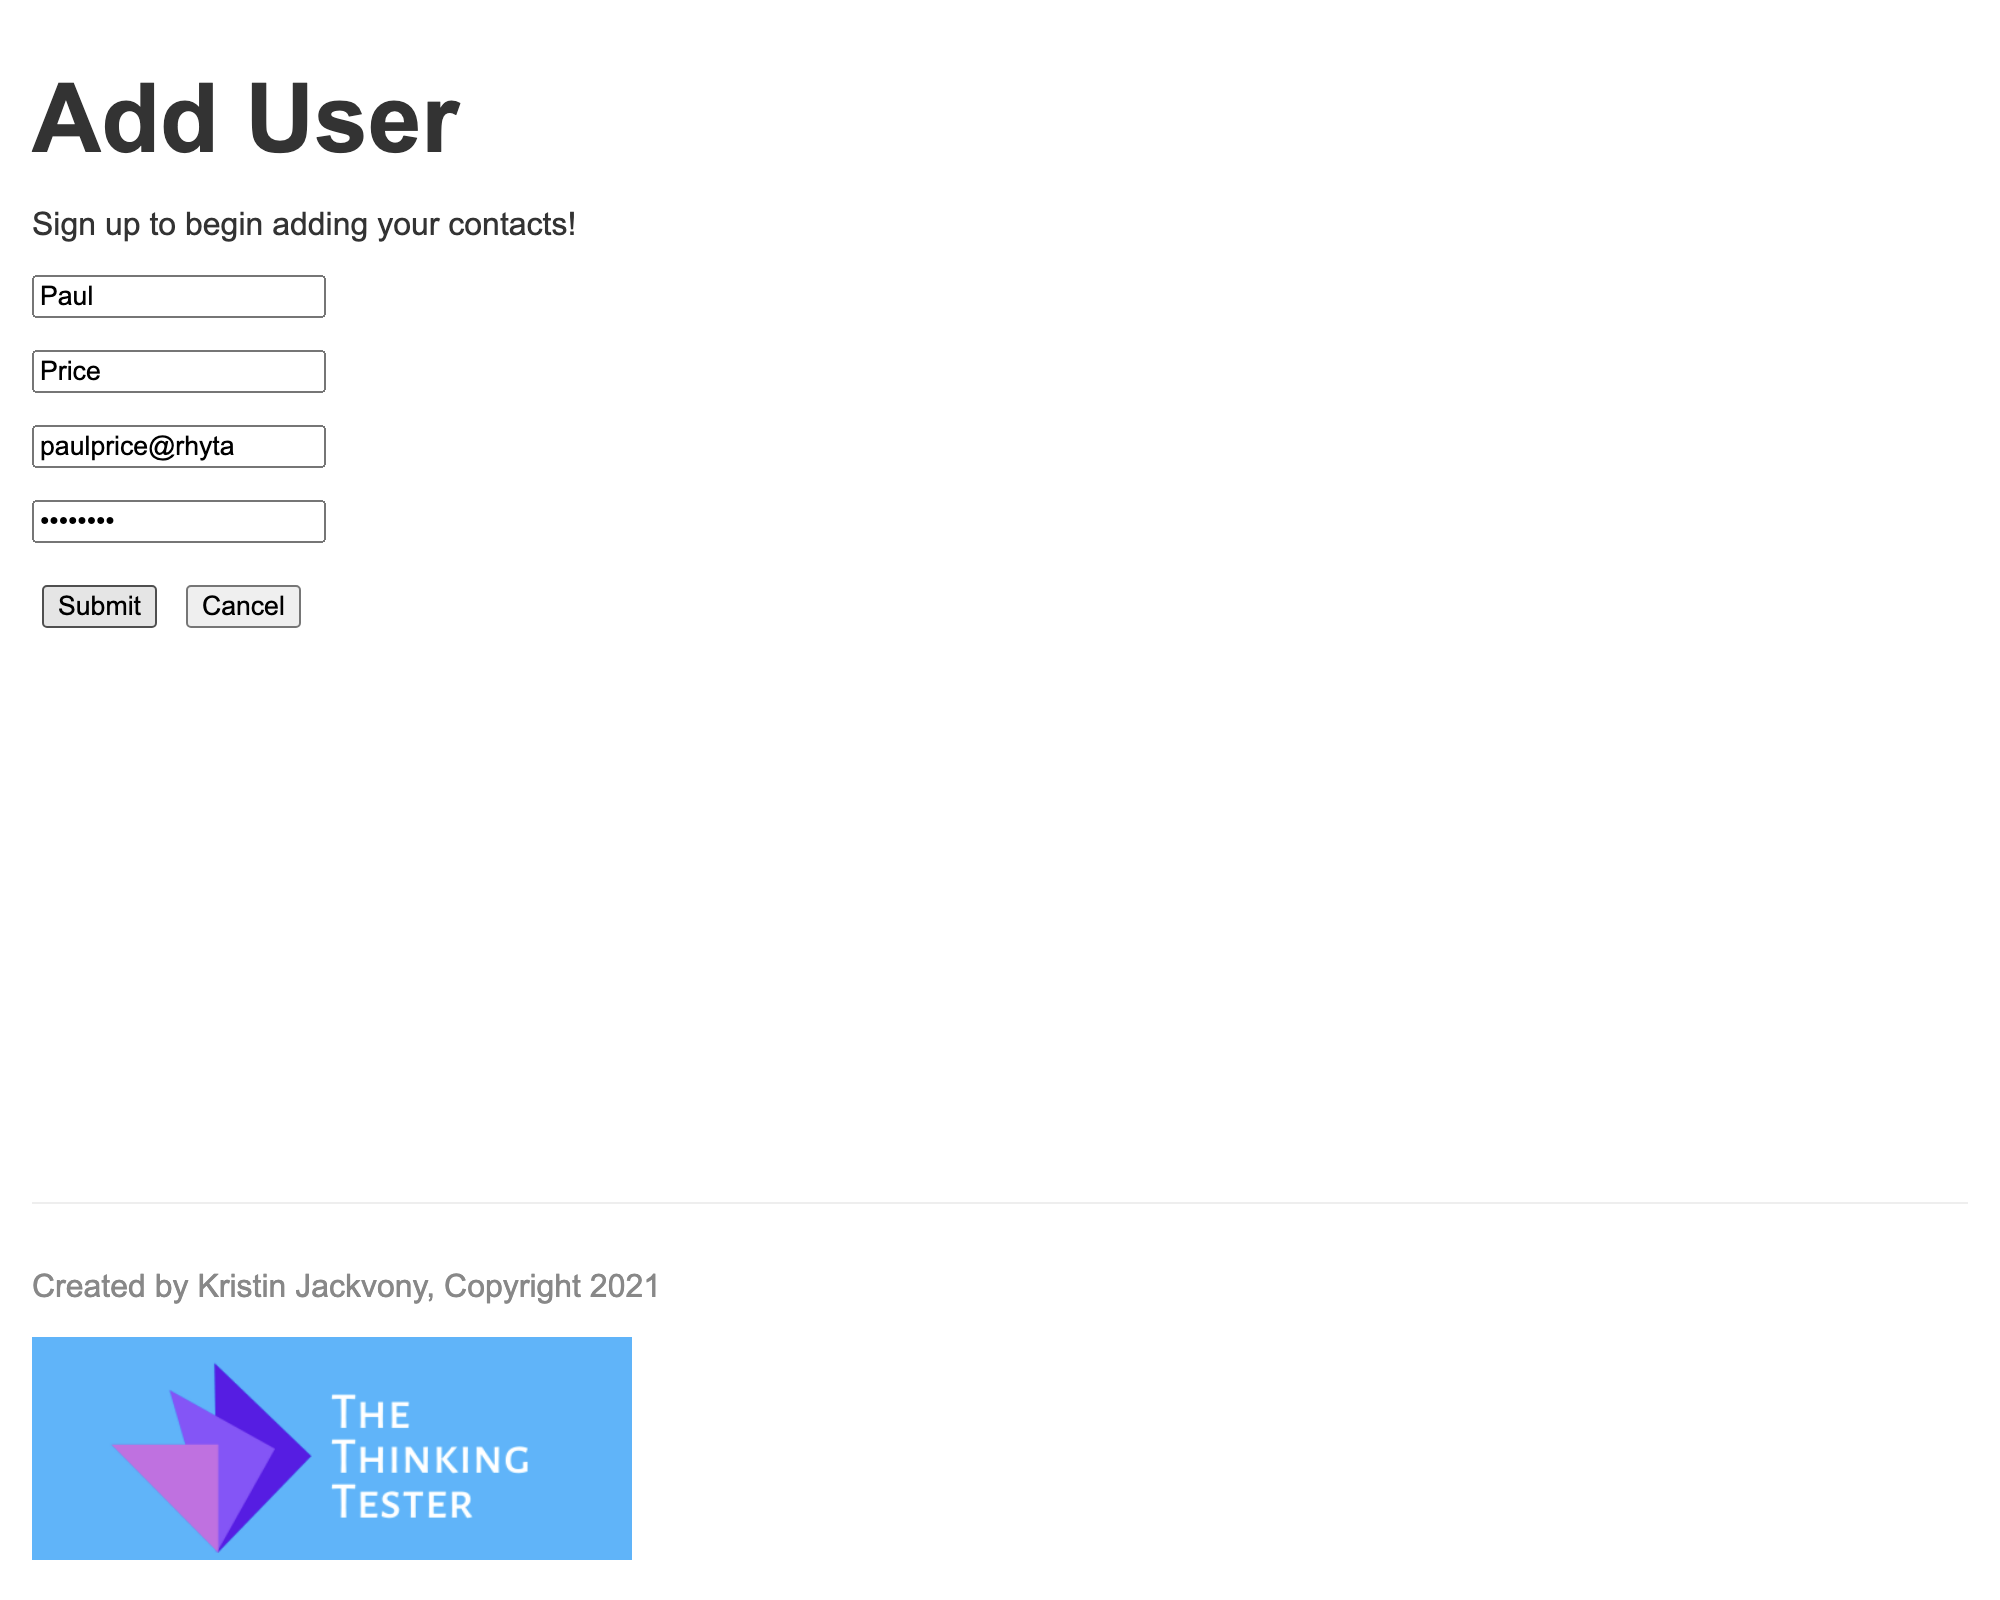 Add User
Sign up to begin adding your contacts!
Paul
Price
paulprice@rhyta
••••••••
Submit Cancel
Created by Kristin Jackvony, Copyright 2021
THE
THINKING
TESTER